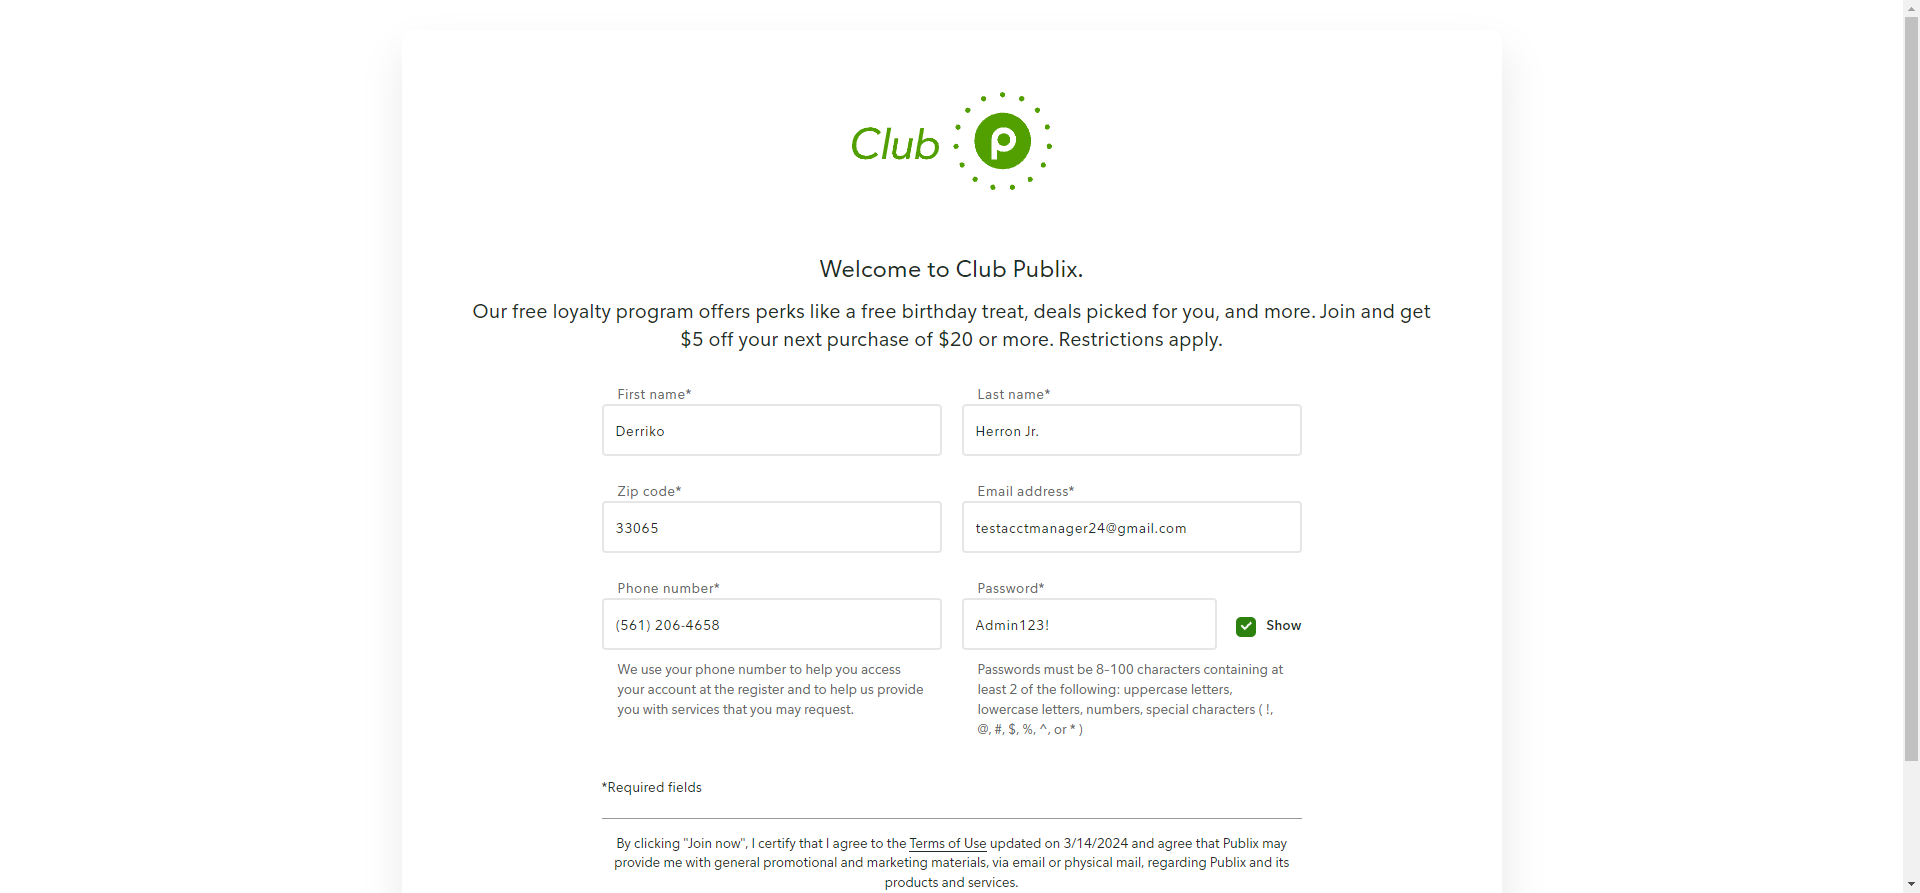 Club P
Welcome to Club Publix.
Our free loyalty program offers perks like a free birthday treat, deals picked for you, and more. Join and get
$5 off your next purchase of $20 or more. Restrictions apply.
First name*
Last name*
Derriko
Herron Jr.
Zip code*
Email address*
33065
testacctmanager24@gmail.com
Phone number*
Password*
(561) 206-4658
Admin123!
Show
We use your phone number to help you access
your account at the register and to help us provide
you with services that you may request.
Passwords must be 8-100 characters containing at
least 2 of the following: uppercase letters,
lowercase letters, numbers, special characters ( !,
@, #, $, %, ^, or * )
*Required fields
By clicking "Join now", I certify that I agree to the Terms of Use updated on 3/14/2024 and agree that Publix may
provide me with general promotional and marketing materials, via email or physical mail, regarding Publix and its
products and services.